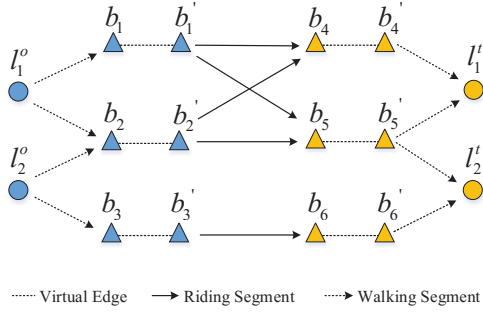 b₁ b₁' b₄ b₄'
l₁ᵒ l₁ᵗ
b₂ b₂' b₅ b₅'
l₂ᵒ l₂ᵗ
b₃ b₃' b₆ b₆'
Virtual Edge Riding Segment Walking Segment